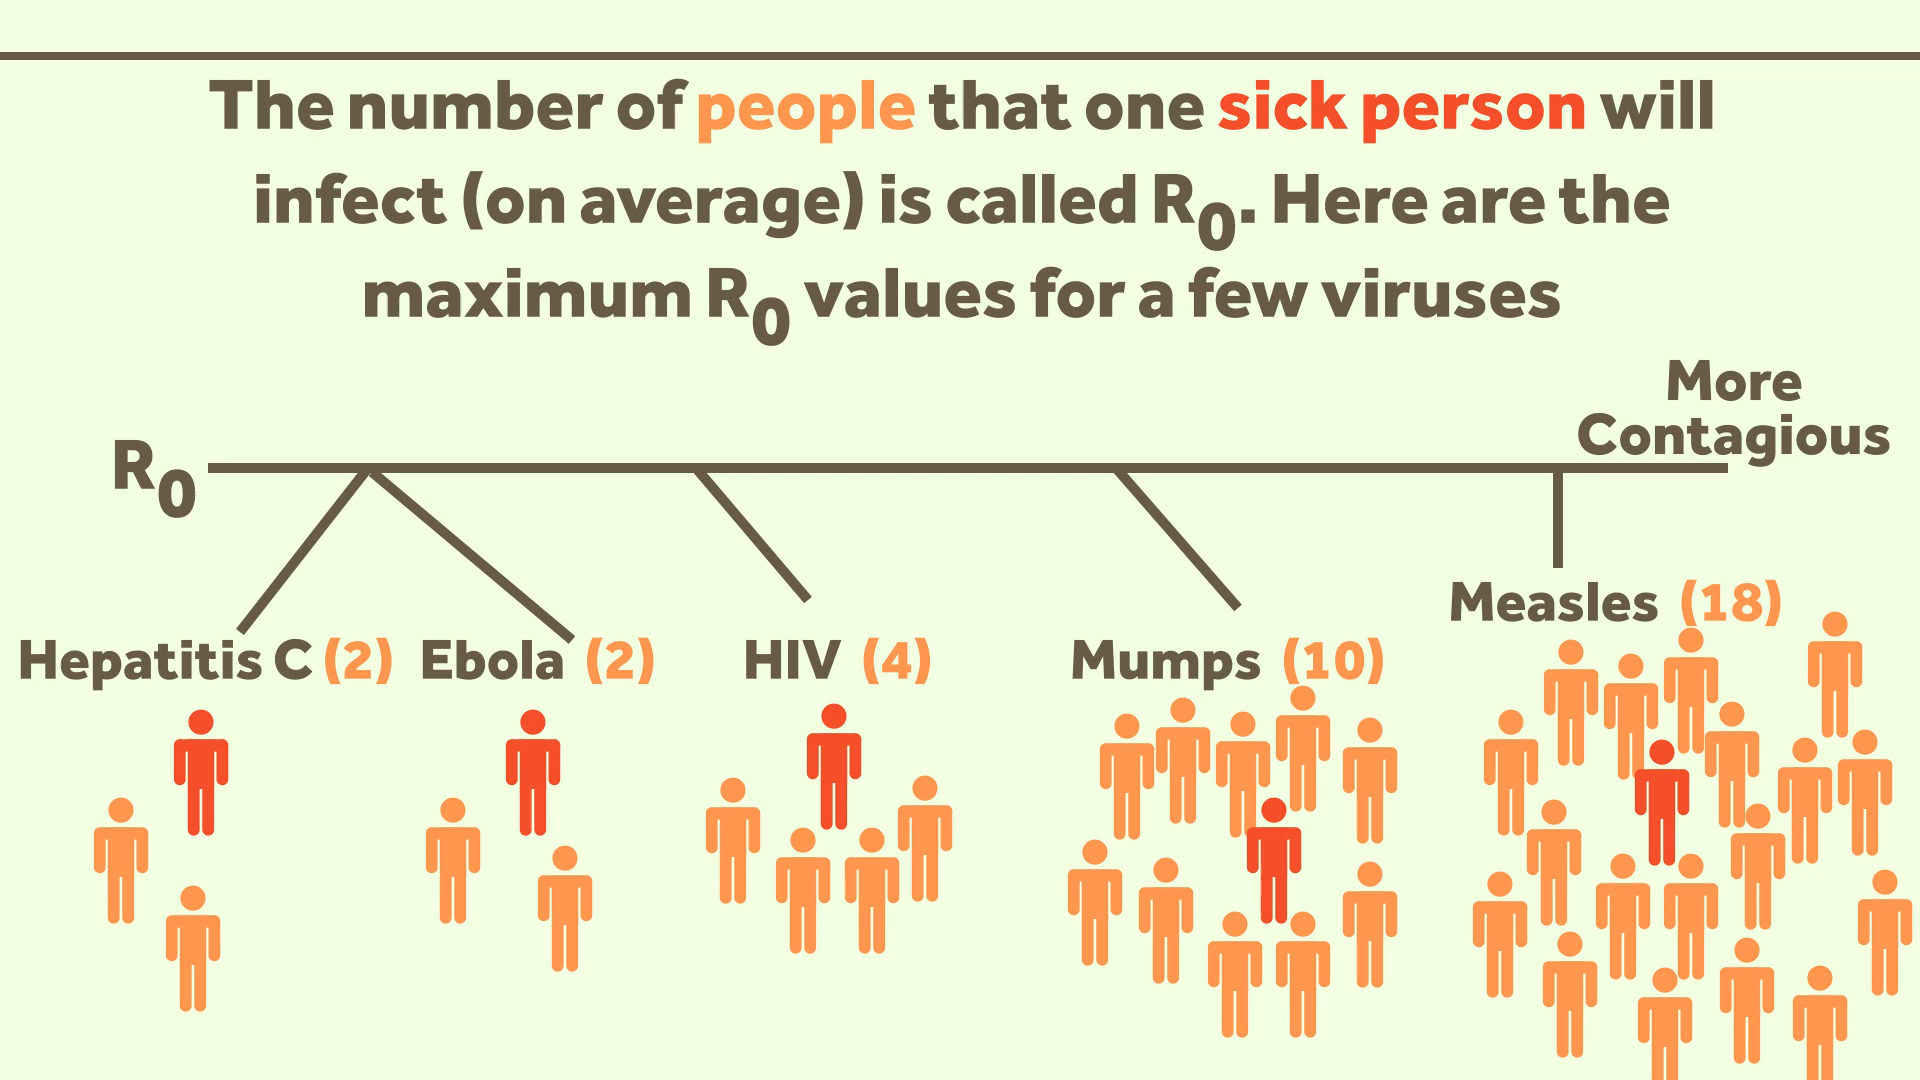 The number of people that one sick person will
infect (on average) is called R0. Here are the
maximum R0 values for a few viruses
More
Contagious
R0
Measles (18)
Hepatitis C (2) Ebola (2) HIV (4) Mumps (10)